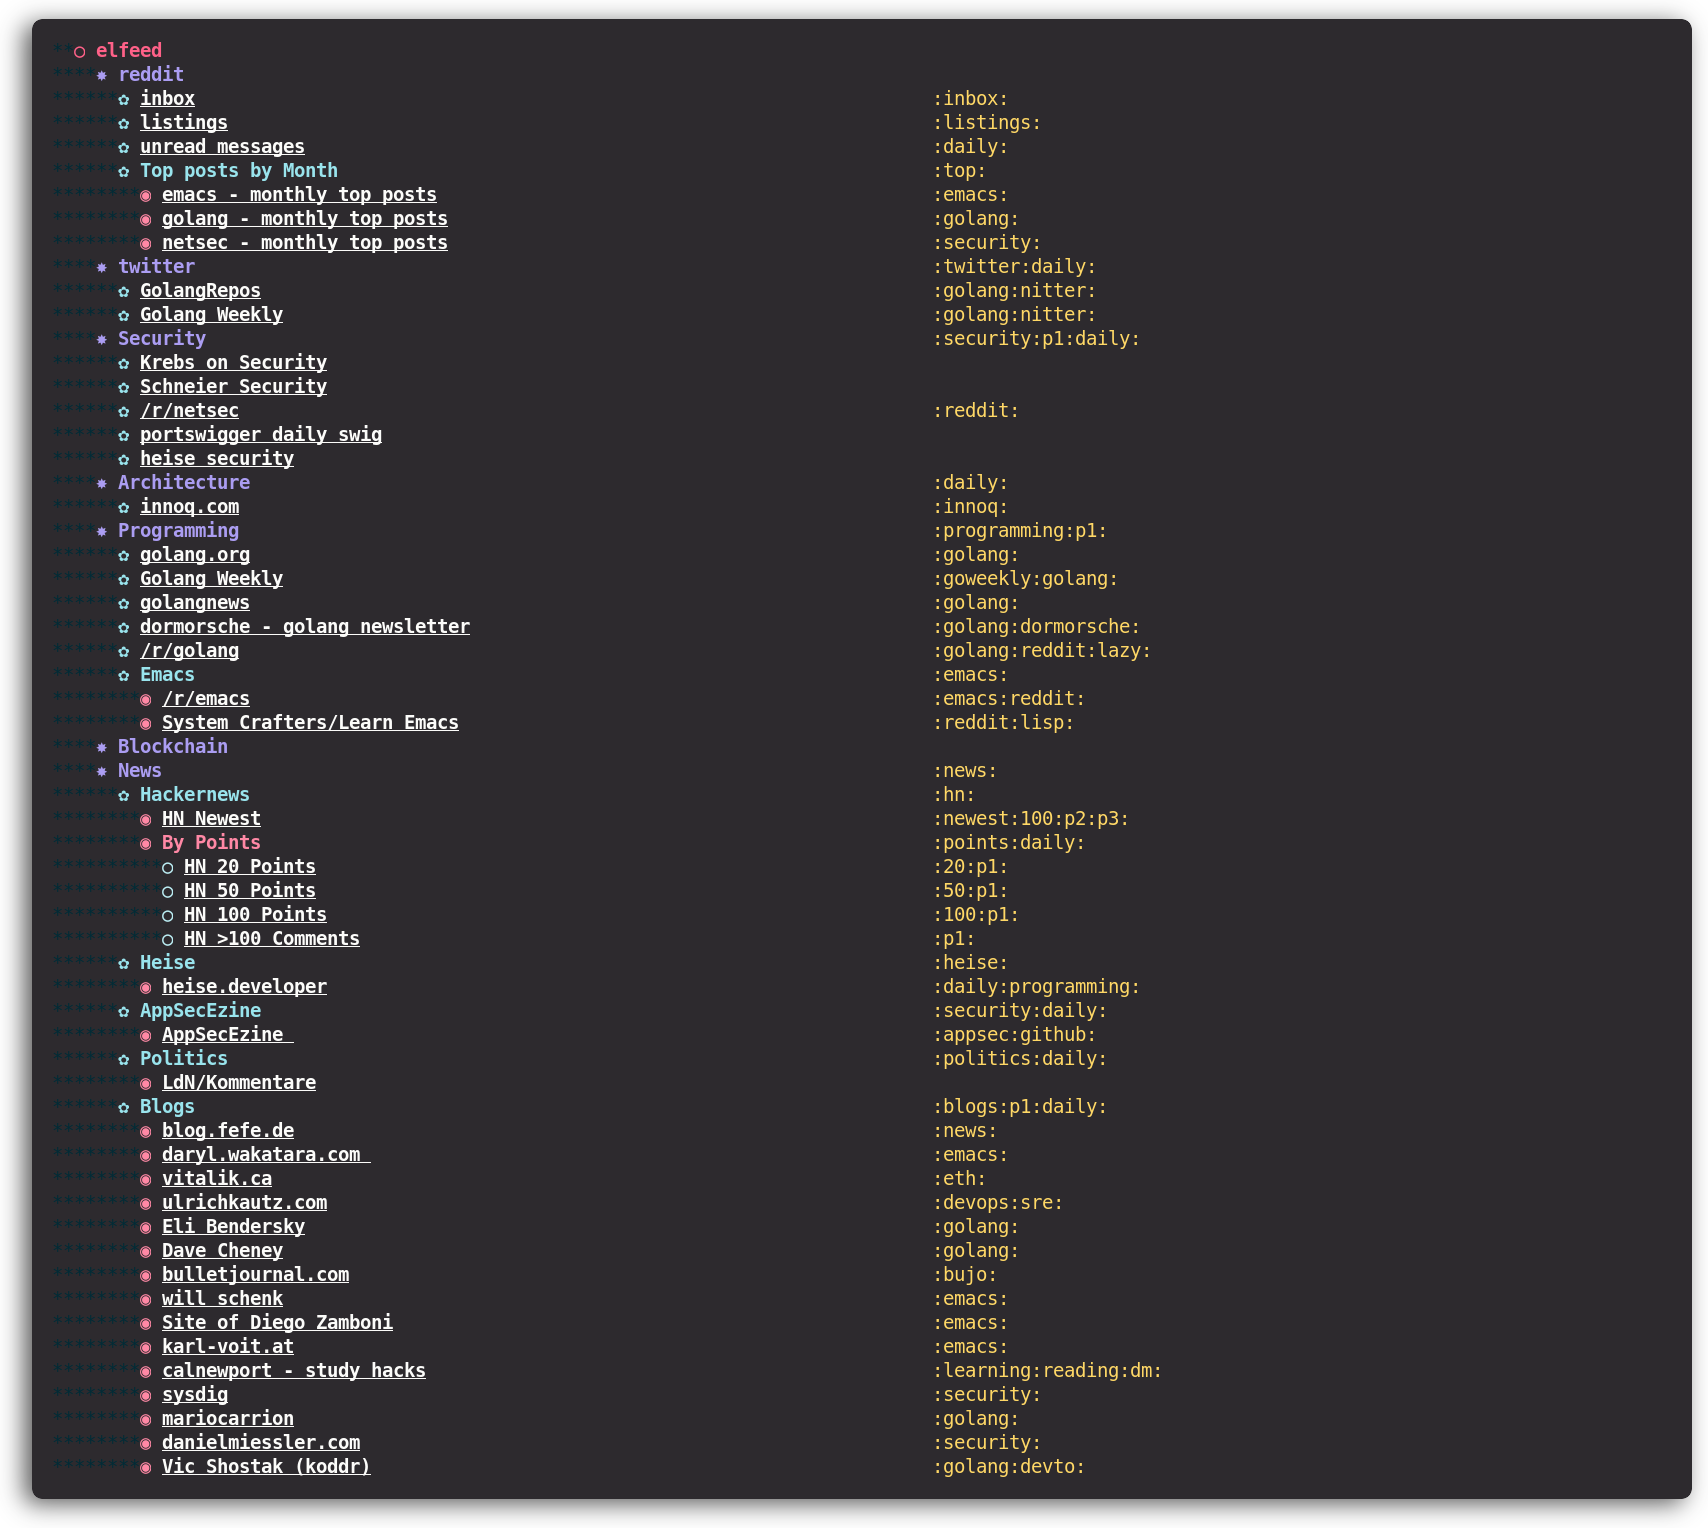 ○ elfeed
✸ reddit
✿ inbox :inbox:
✿ listings :listings:
✿ unread messages :daily:
✿ Top posts by Month :top:
◉ emacs - monthly top posts :emacs:
◉ golang - monthly top posts :golang:
◉ netsec - monthly top posts :security:
✸ twitter :twitter:daily:
✿ GolangRepos :golang:nitter:
✿ Golang Weekly :golang:nitter:
✸ Security :security:p1:daily:
✿ Krebs on Security
✿ Schneier Security
✿ /r/netsec :reddit:
✿ portswigger daily swig
✿ heise security
✸ Architecture :daily:
✿ innoq.com :innoq:
✸ Programming :programming:p1:
✿ golang.org :golang:
✿ Golang Weekly :goweekly:golang:
✿ golangnews :golang:
✿ dormorsche - golang newsletter :golang:dormorsche:
✿ /r/golang :golang:reddit:lazy:
✿ Emacs :emacs:
◉ /r/emacs :emacs:reddit:
◉ System Crafters/Learn Emacs :reddit:lisp:
✸ Blockchain
✸ News :news:
✿ Hackernews :hn:
◉ HN Newest :newest:100:p2:p3:
◉ By Points :points:daily:
○ HN 20 Points :20:p1:
○ HN 50 Points :50:p1:
○ HN 100 Points :100:p1:
○ HN >100 Comments :p1:
✿ Heise :heise:
◉ heise.developer :daily:programming:
✿ AppSecEzine :security:daily:
◉ AppSecEzine :appsec:github:
✿ Politics :politics:daily:
◉ LdN/Kommentare
✿ Blogs :blogs:p1:daily:
◉ blog.fefe.de :news:
◉ daryl.wakatara.com :emacs:
◉ vitalik.ca :eth:
◉ ulrichkautz.com :devops:sre:
◉ Eli Bendersky :golang:
◉ Dave Cheney :golang:
◉ bulletjournal.com :bujo:
◉ will schenk :emacs:
◉ Site of Diego Zamboni :emacs:
◉ karl-voit.at :emacs:
◉ calnewport - study hacks :learning:reading:dm:
◉ sysdig :security:
◉ mariocarrion :golang:
◉ danielmiessler.com :security:
◉ Vic Shostak (koddr) :golang:devto: